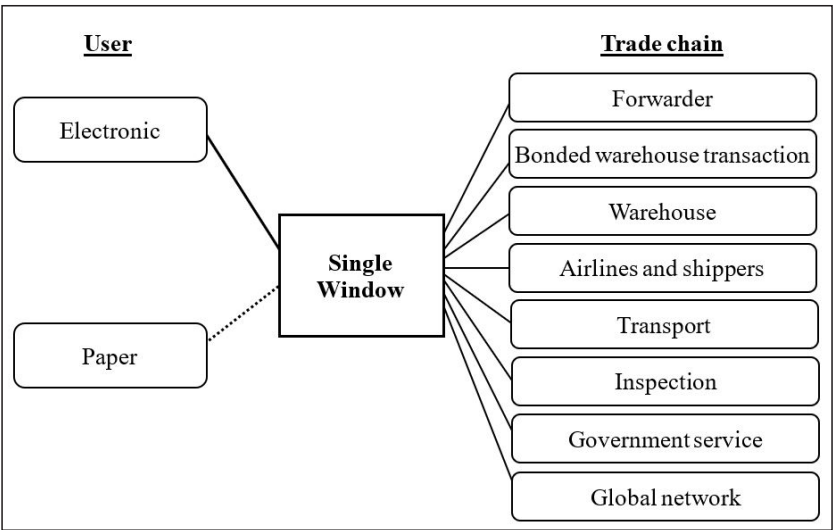 User
Electronic
Paper
Single
Window
Trade chain
Forwarder
Bonded warehouse transaction
Warehouse
Airlines and shippers
Transport
Inspection
Government service
Global network